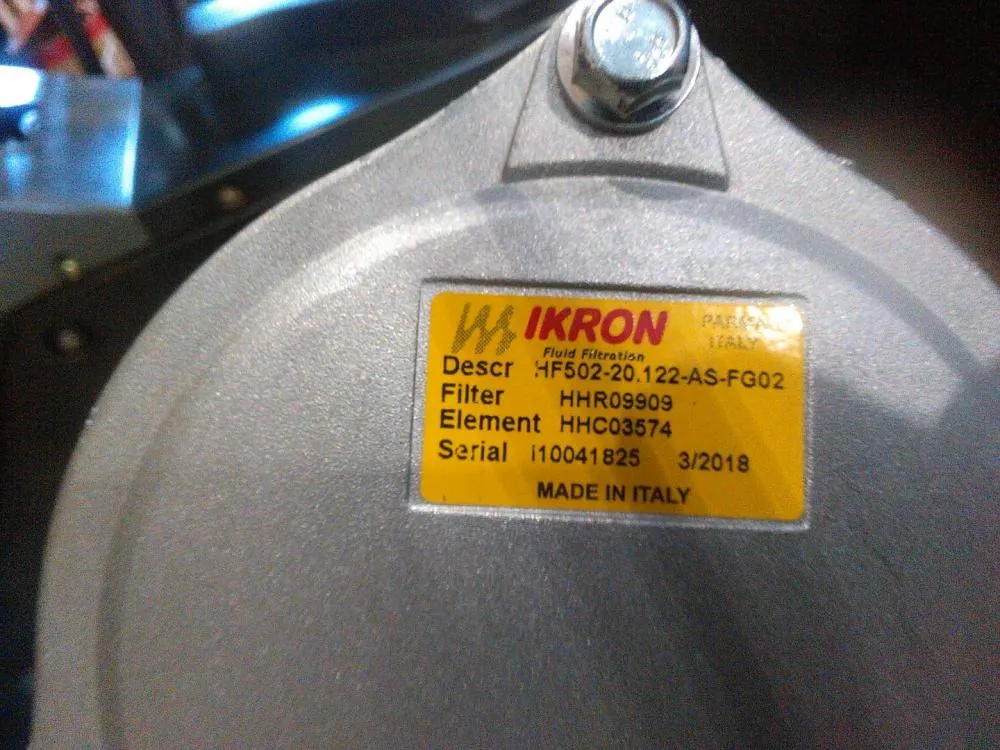 IKRON
PARMA
ITALY
Fluid Filtration
Descr HF502-20.122-AS-FG02
Filter HHR09909
Element HHC03574
Serial i10041825 3/2018
MADE IN ITALY